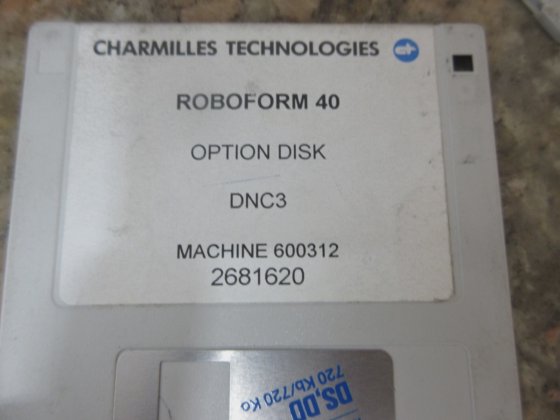 CHARMILLES TECHNOLOGIES
ROBOFORM 40
OPTION DISK
DNC3
MACHINE 600312
2681620
DS,DD
720 Kb/720 Ko